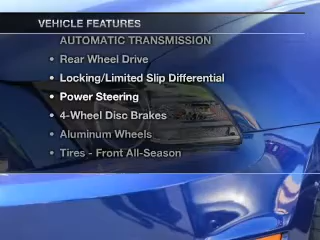 VEHICLE FEATURES
AUTOMATIC TRANSMISSION
• Rear Wheel Drive
• Locking/Limited Slip Differential
• Power Steering
• 4-Wheel Disc Brakes
• Aluminum Wheels
• Tires - Front All-Season